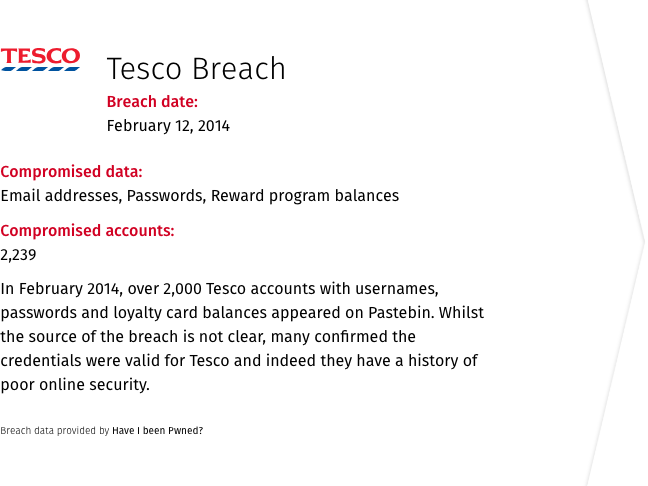 TESCO
Tesco Breach
Breach date:
February 12, 2014
Compromised data:
Email addresses, Passwords, Reward program balances
Compromised accounts:
2,239
In February 2014, over 2,000 Tesco accounts with usernames,
passwords and loyalty card balances appeared on Pastebin. Whilst
the source of the breach is not clear, many confirmed the
credentials were valid for Tesco and indeed they have a history of
poor online security.
Breach data provided by Have I been Pwned?